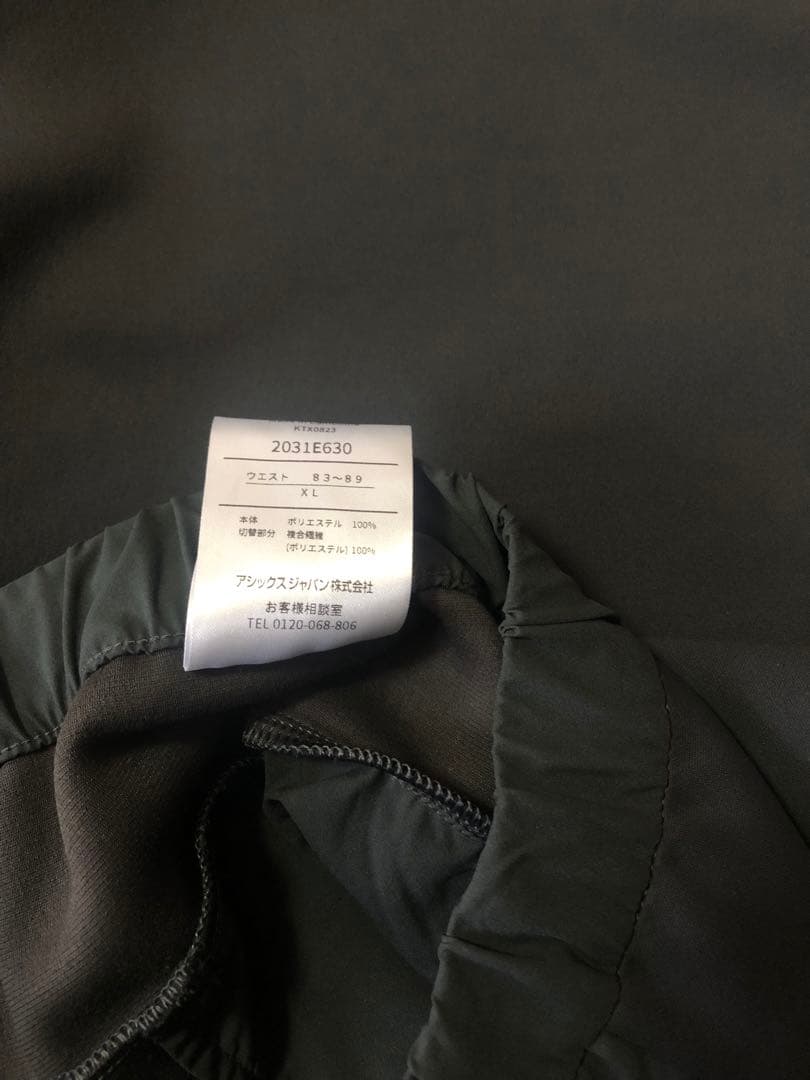 KTX0823
2031E630
ウエスト 83〜89
XL
本体 ポリエステル 100%
切替部分 複合繊維
(ポリエステル) 100%
アシックスジャパン株式会社
お客様相談室
TEL 0120-068-806